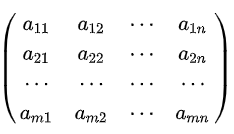 a₁₁ a₁₂ ⋯ a₁ₙ
a₂₁ a₂₂ ⋯ a₂ₙ
⋯ ⋯ ⋯ ⋯
aₘ₁ aₘ₂ ⋯ aₘₙ